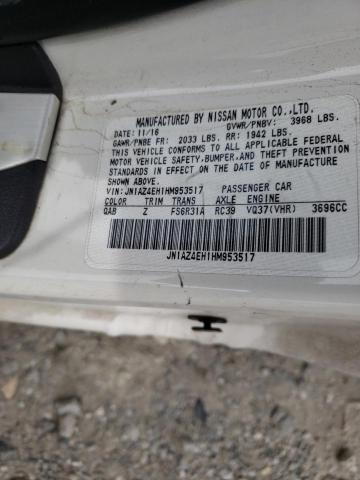 MANUFACTURED BY NISSAN MOTOR CO.,LTD.
DATE: 11/16 GVWR/PNBV: 3968 LBS.
GAWR/PNBE FR: 2033 LBS. RR: 1942 LBS.
THIS VEHICLE CONFORMS TO ALL APPLICABLE FEDERAL
MOTOR VEHICLE SAFETY, BUMPER, AND THEFT PREVENTION
STANDARDS IN EFFECT ON THE DATE OF MANUFACTURE
SHOWN ABOVE.
VIN: JN1AZ4EH1HM953517 PASSENGER CAR
COLOR TRIM TRANS AXLE ENGINE
QAB Z FS6R31A RC39 VQ37(VHR) 3696CC
JN1AZ4EH1HM953517